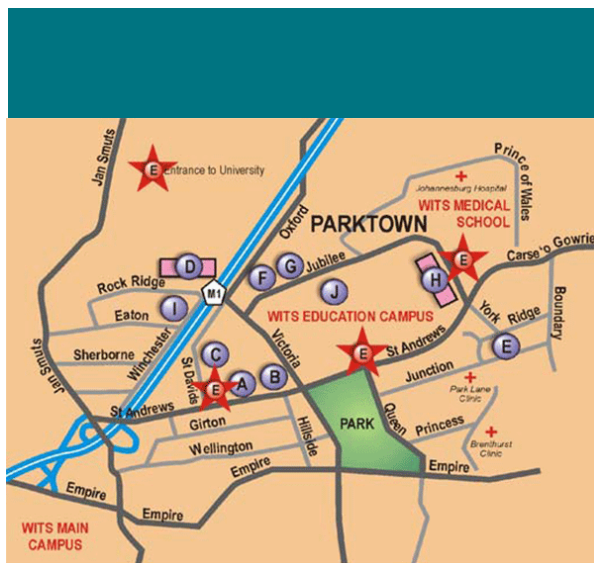 Jan Smuts
E
Entrance to University
Oxford
Prince of Wales
Johannesburg Hospital
WITS MEDICAL
SCHOOL
PARKTOWN
E
Carse 'o Gowrie
D
F
G
Jubilee
H
Rock Ridge
M1
J
I
Eaton
WITS EDUCATION CAMPUS
York
Ridge
Boundary
Winchester
Victoria
St Andrews
E
Jan Smuts
Sherborne
C
St Davids
E
A
B
E
Junction
Park Lane
Clinic
St Andrews
Girton
Hillside
PARK
Queen
Princess
Brenthurst
Clinic
Wellington
Empire
Empire
Empire
Empire
WITS MAIN
CAMPUS